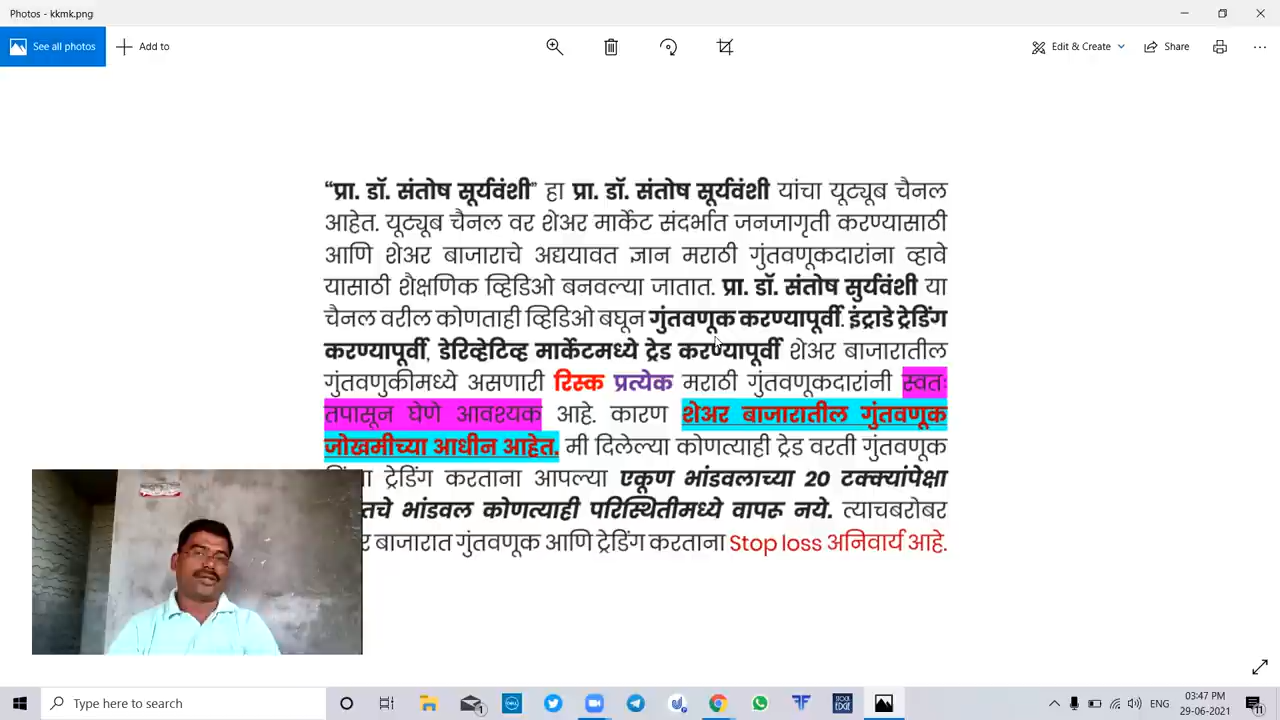 Photos - kkmk.png
See all photos
Add to
Edit & Create
Share
“प्रा. डॉ. संतोष सूर्यवंशी” हा प्रा. डॉ. संतोष सूर्यवंशी यांचा यूट्यूब चैनल
आहेत. यूट्यूब चैनल वर शेअर मार्केट संदर्भात जनजागृती करण्यासाठी
आणि शेअर बाजाराचे अद्ययावत ज्ञान मराठी गुंतवणूकदारांना व्हावे
यासाठी शैक्षणिक व्हिडिओ बनवल्या जातात. प्रा. डॉ. संतोष सुर्यवंशी या
चैनल वरील कोणताही व्हिडिओ बघून गुंतवणूक करण्यापूर्वी. इंट्राडे ट्रेडिंग
करण्यापूर्वी, डेरिव्हेटिव्ह मार्केटमध्ये ट्रेड करण्यापूर्वी शेअर बाजारातील
गुंतवणुकीमध्ये असणारी रिस्क प्रत्येक मराठी गुंतवणूकदारांनी स्वतः
तपासून घेणे आवश्यक आहे. कारण शेअर बाजारातील गुंतवणूक
जोखमीच्या आधीन आहेत. मी दिलेल्या कोणत्याही ट्रेड वरती गुंतवणूक
ट्रेडिंग करताना आपल्या एकूण भांडवलाच्या 20 टक्क्यांपेक्षा
भांडवल कोणत्याही परिस्थितीमध्ये वापरू नये. त्याचबरोबर
बाजारात गुंतवणूक आणि ट्रेडिंग करताना Stop loss अनिवार्य आहे.
Type here to search
1
DELL
STOCK EDGE
ENG
03:47 PM
29-06-2021
11